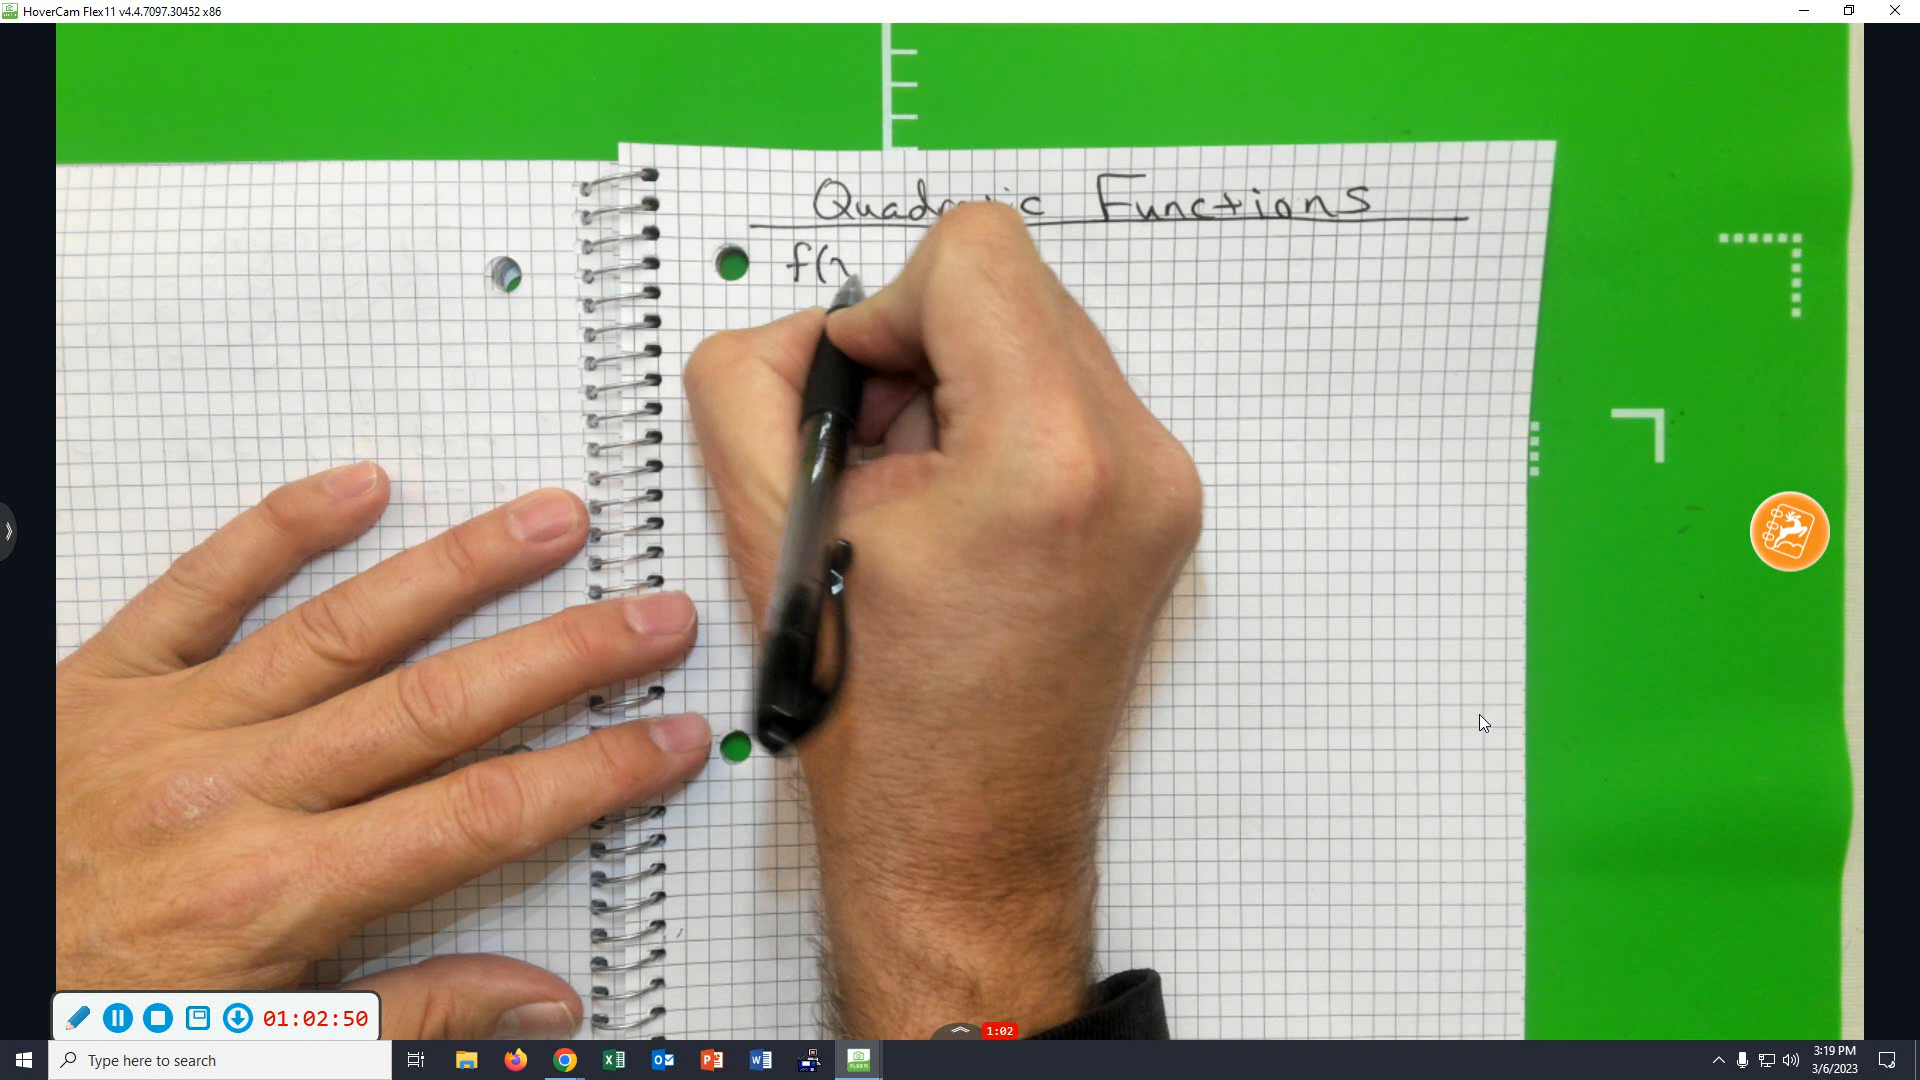 HoverCam Flex11 v4.4.7097.30452 x86
Functions
f(
01:02:50
1:02
Type here to search
3:19 PM
3/6/2023